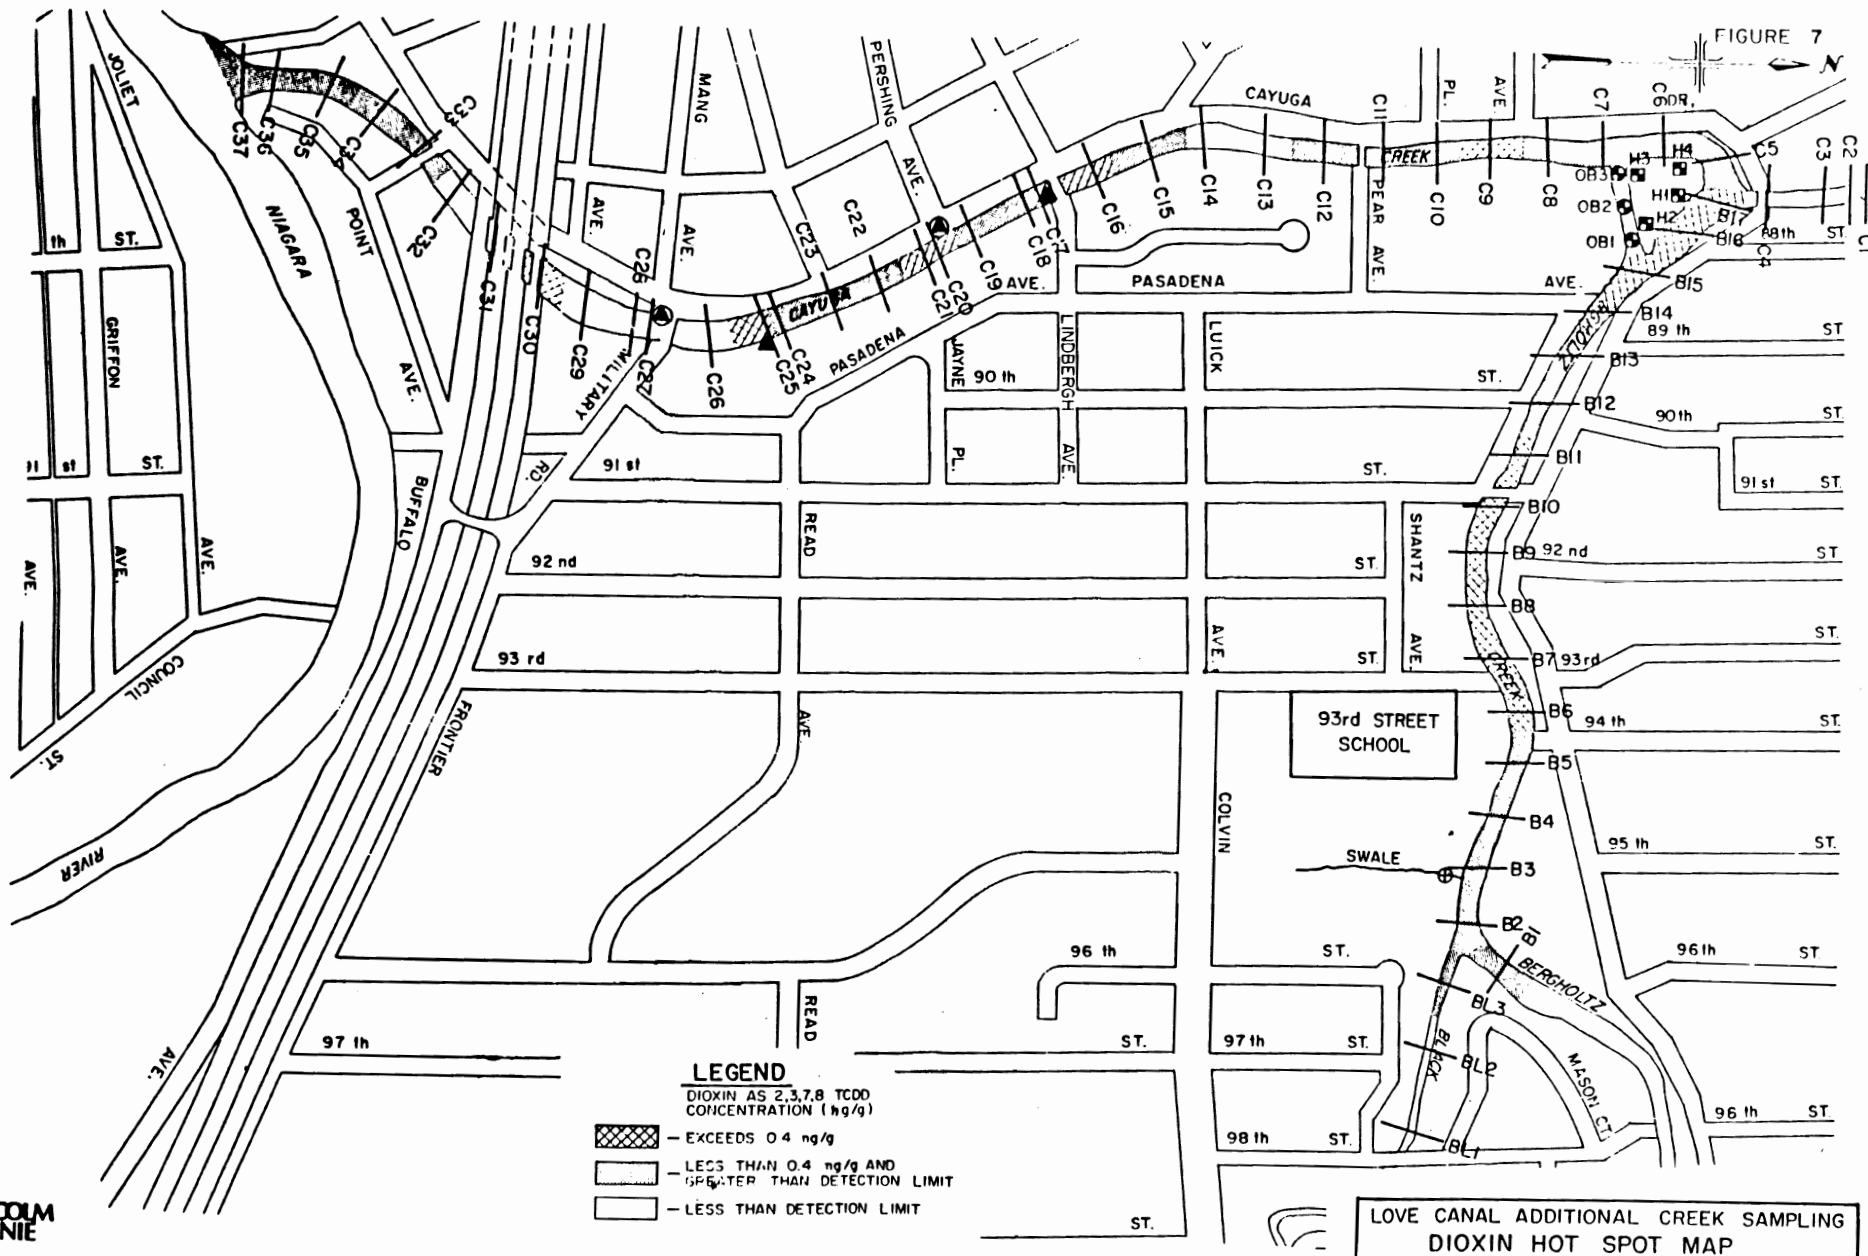 FIGURE 7
N
JOLIET
C37
C36
C35
C34
C33
MANG
PERSHING
CAYUGA
C11
PL.
AVE
C7
C6
DR.
NIAGARA
POINT
C32
AVE.
C22
AVE.
C16
C15
C14
C13
C12
CREEK
PEAR
C10
C9
C8
OB3
H3
H4
C5
C3
C2
C1
OB2
H1
B17
H2
B16
88th
ST
OB1
C4
th
ST.
C31
C30
C29
C28
AVE.
C23
CAYUGA
C21
C20
C19
C18
C17
AVE.
PASADENA
AVE.
AVE.
B15
B14
89 th
ST
GRIFFON
AVE.
MILITARY
C27
C26
C25
C24
PASADENA
JAYNE
90 th
LINDBERGH
LUICK
ST.
BERGHOLTZ
B13
B12
90th
ST.
st
ST.
BUFFALO
RD.
91 st
PL.
AVE
ST.
B11
91 st
ST.
B10
AVE.
AVE.
AVE.
92 nd
READ
ST.
SHANTZ
B9
92 nd
ST
B8
93 rd
AVE.
ST.
AVE.
CREEK
B7
93rd
ST.
COUNCIL
ST.
FRONTIER
AVE.
93rd STREET
SCHOOL
B6
94 th
ST.
B5
COLVIN
B4
95 th
ST.
RIVER
SWALE
B3
B2
B1
96 th
ST.
BERGHOLTZ
96th
ST.
READ
BL3
AVE.
97 th
ST.
97 th
ST.
BLACK
BL2
MASON CT.
96 th
ST.
98 th
ST.
BL1
LEGEND
DIOXIN AS 2,3,7,8 TCDD
CONCENTRATION (ng/g)
— EXCEEDS 0.4 ng/g
— LESS THAN 0.4 ng/g AND
GREATER THAN DETECTION LIMIT
— LESS THAN DETECTION LIMIT
ST.
LOVE CANAL ADDITIONAL CREEK SAMPLING
DIOXIN HOT SPOT MAP